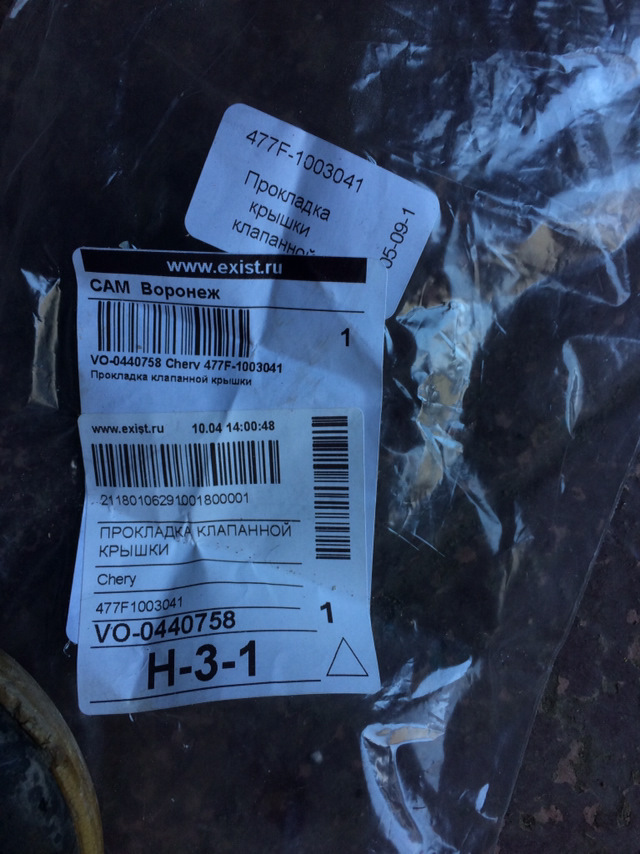 477F-1003041
Прокладка
крышки
клапанной
05-09-1
www.exist.ru
САМ Воронеж
1
VO-0440758 Chery 477F-1003041
Прокладка клапанной крышки
www.exist.ru 10.04 14:00:48
21180106291001800001
ПРОКЛАДКА КЛАПАННОЙ
КРЫШКИ
Chery
477F1003041
1
VO-0440758
H-3-1